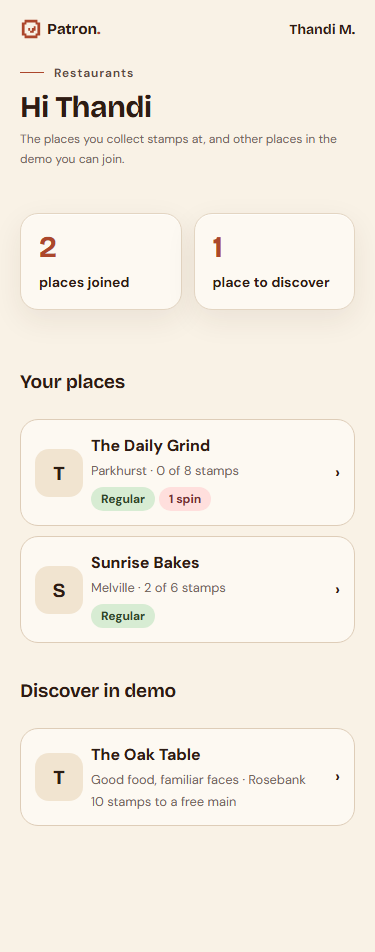 Patron.
Thandi M.
Restaurants
Hi Thandi
The places you collect stamps at, and other places in the
demo you can join.
2
places joined
1
place to discover
Your places
T
The Daily Grind
Parkhurst · 0 of 8 stamps
Regular
1 spin
›
S
Sunrise Bakes
Melville · 2 of 6 stamps
Regular
›
Discover in demo
T
The Oak Table
Good food, familiar faces · Rosebank
10 stamps to a free main
›